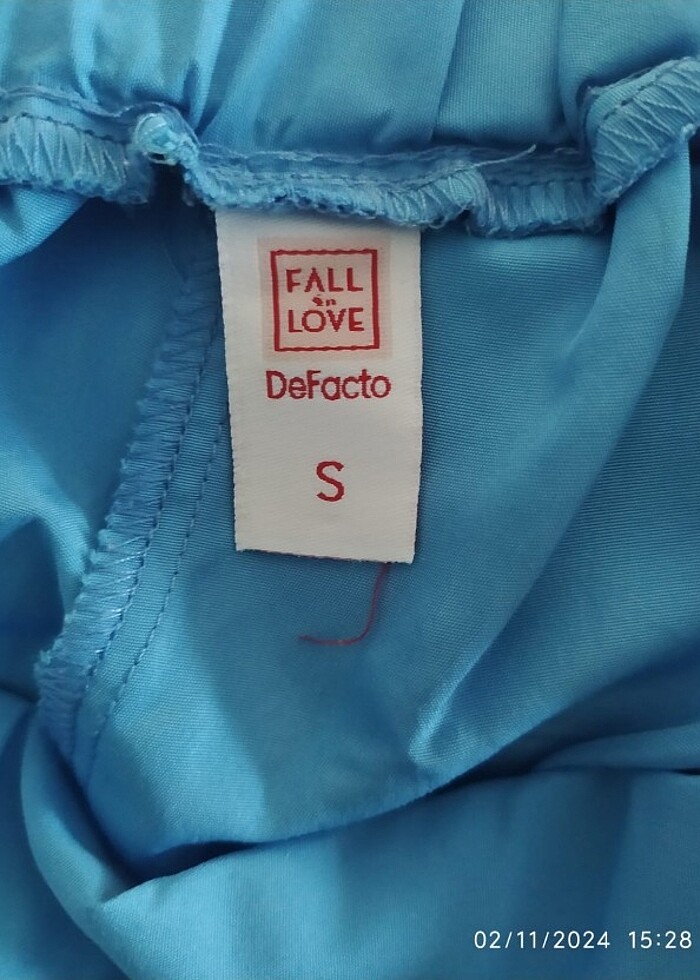 FALL
in
LOVE
DeFacto
S
02/11/2024 15:28